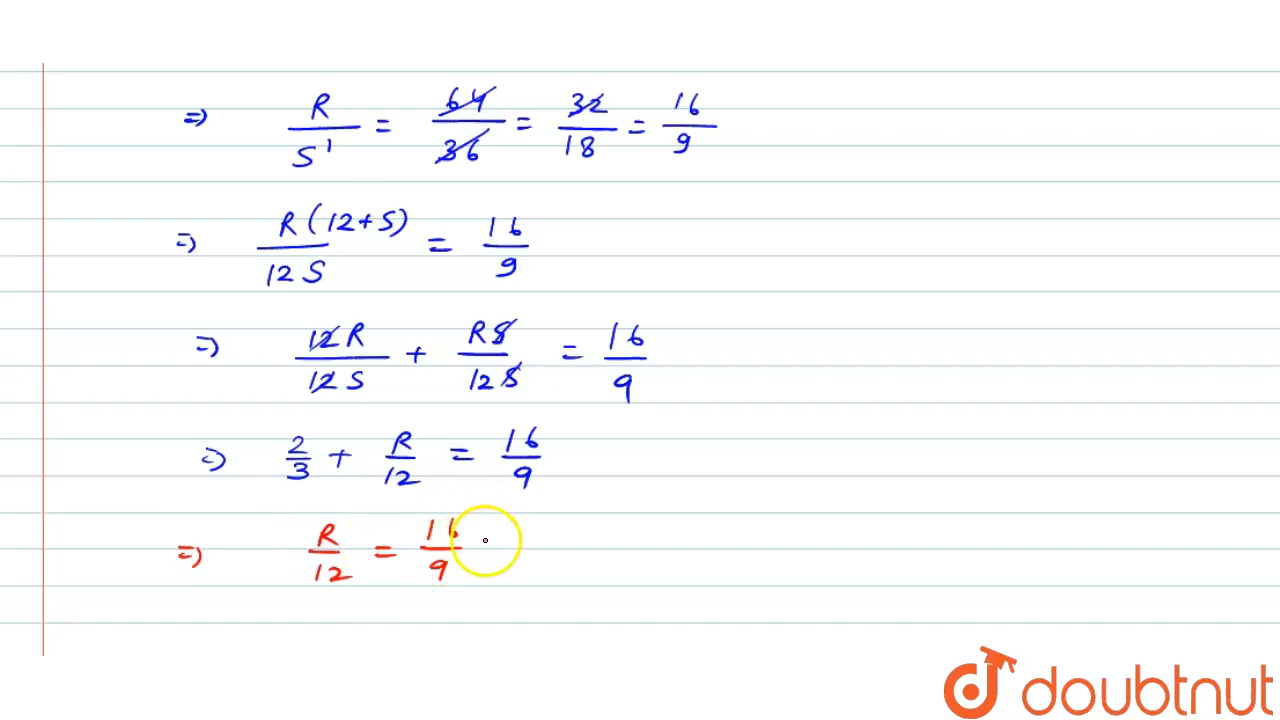 => R/S' = 64/36 = 32/18 = 16/9
=> R(12+S)/12S = 16/9
=> 12R/12S + RS/12S = 16/9
=> 2/3 + R/12 = 16/9
=> R/12 = 16/9
doubtnut